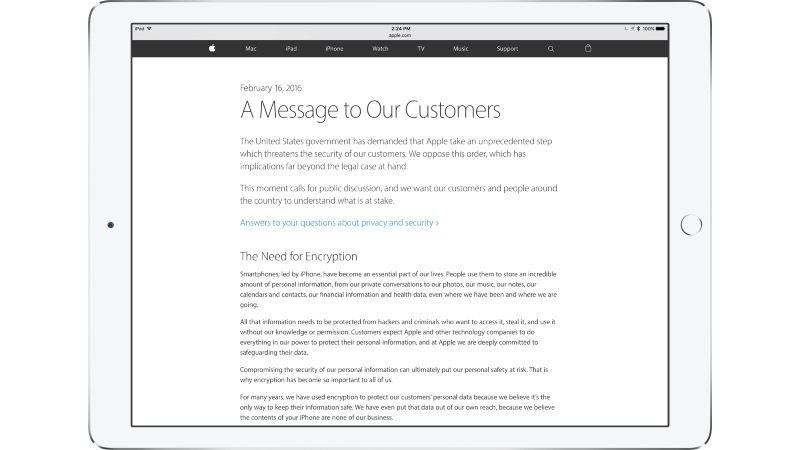 iPad
2:24 PM
100%
apple.com
Mac iPad iPhone Watch TV Music Support
February 16, 2016
A Message to Our Customers
The United States government has demanded that Apple take an unprecedented step
which threatens the security of our customers. We oppose this order, which has
implications far beyond the legal case at hand.
This moment calls for public discussion, and we want our customers and people around
the country to understand what is at stake.
Answers to your questions about privacy and security >
The Need for Encryption
Smartphones, led by iPhone, have become an essential part of our lives. People use them to store an incredible
amount of personal information, from our private conversations to our photos, our music, our notes, our
calendars and contacts, our financial information and health data, even where we have been and where we are
going.
All that information needs to be protected from hackers and criminals who want to access it, steal it, and use it
without our knowledge or permission. Customers expect Apple and other technology companies to do
everything in our power to protect their personal information, and at Apple we are deeply committed to
safeguarding their data.
Compromising the security of our personal information can ultimately put our personal safety at risk. That is
why encryption has become so important to all of us.
For many years, we have used encryption to protect our customers' personal data because we believe it's the
only way to keep their information safe. We have even put that data out of our own reach, because we believe
the contents of your iPhone are none of our business.